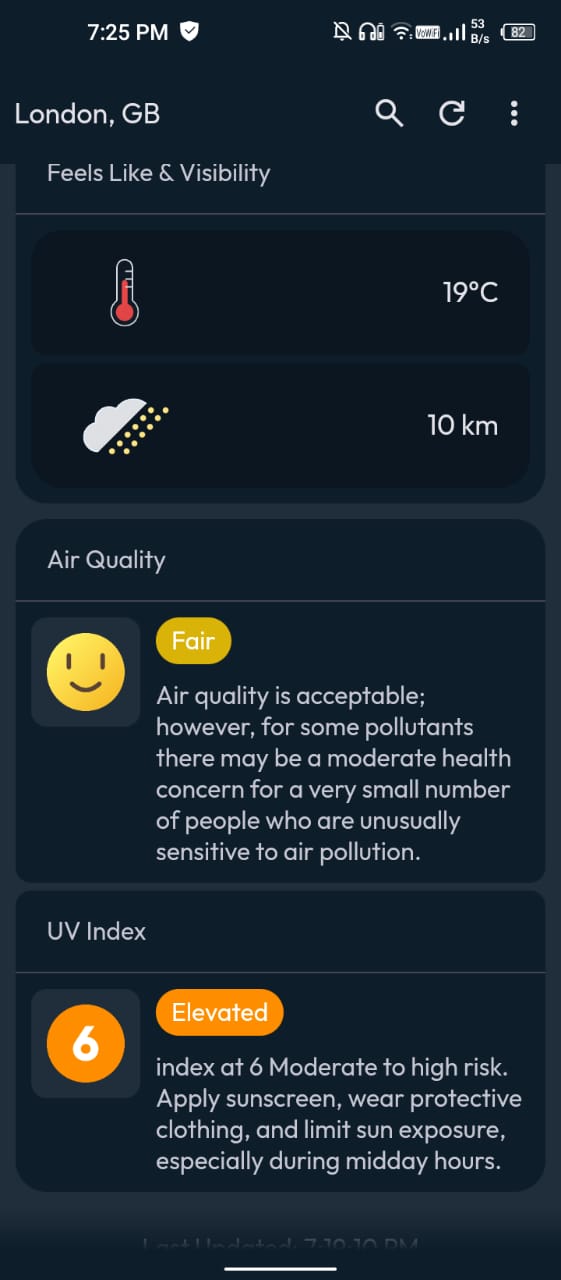 7:25 PM
VoWiFi
53
B/s
82
London, GB
Feels Like & Visibility
19°C
10 km
Air Quality
Fair
Air quality is acceptable;
however, for some pollutants
there may be a moderate health
concern for a very small number
of people who are unusually
sensitive to air pollution.
UV Index
6
Elevated
index at 6 Moderate to high risk.
Apply sunscreen, wear protective
clothing, and limit sun exposure,
especially during midday hours.
Last Updated: 7:19:10 PM